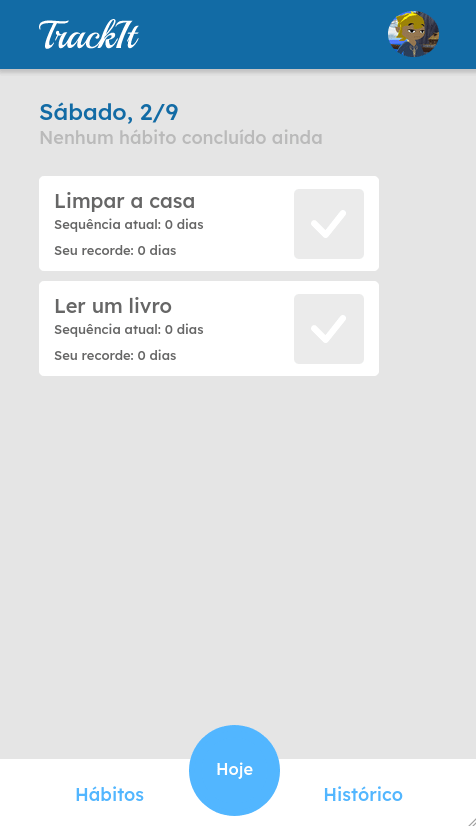 TrackIt
Sábado, 2/9
Nenhum hábito concluído ainda
Limpar a casa
Sequência atual: 0 dias
Seu recorde: 0 dias
Ler um livro
Sequência atual: 0 dias
Seu recorde: 0 dias
Hoje
Hábitos
Histórico